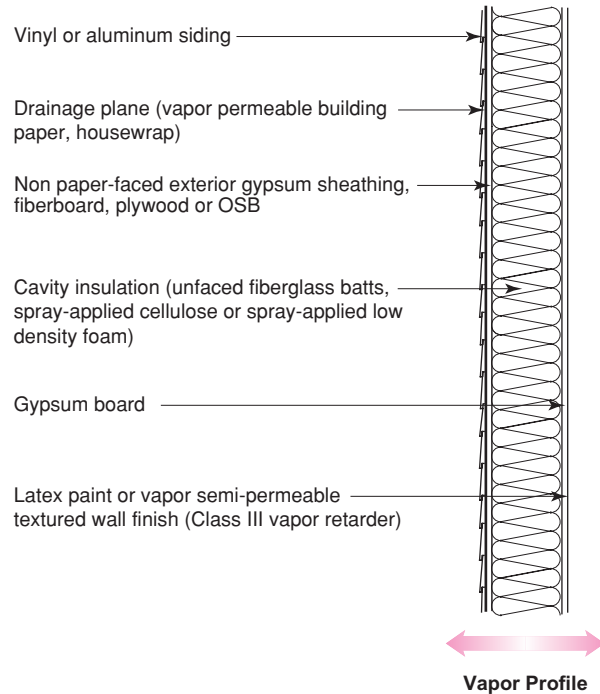 Vinyl or aluminum siding
Drainage plane (vapor permeable building
paper, housewrap)
Non paper-faced exterior gypsum sheathing,
fiberboard, plywood or OSB
Cavity insulation (unfaced fiberglass batts,
spray-applied cellulose or spray-applied low
density foam)
Gypsum board
Latex paint or vapor semi-permeable
textured wall finish (Class III vapor retarder)
Vapor Profile